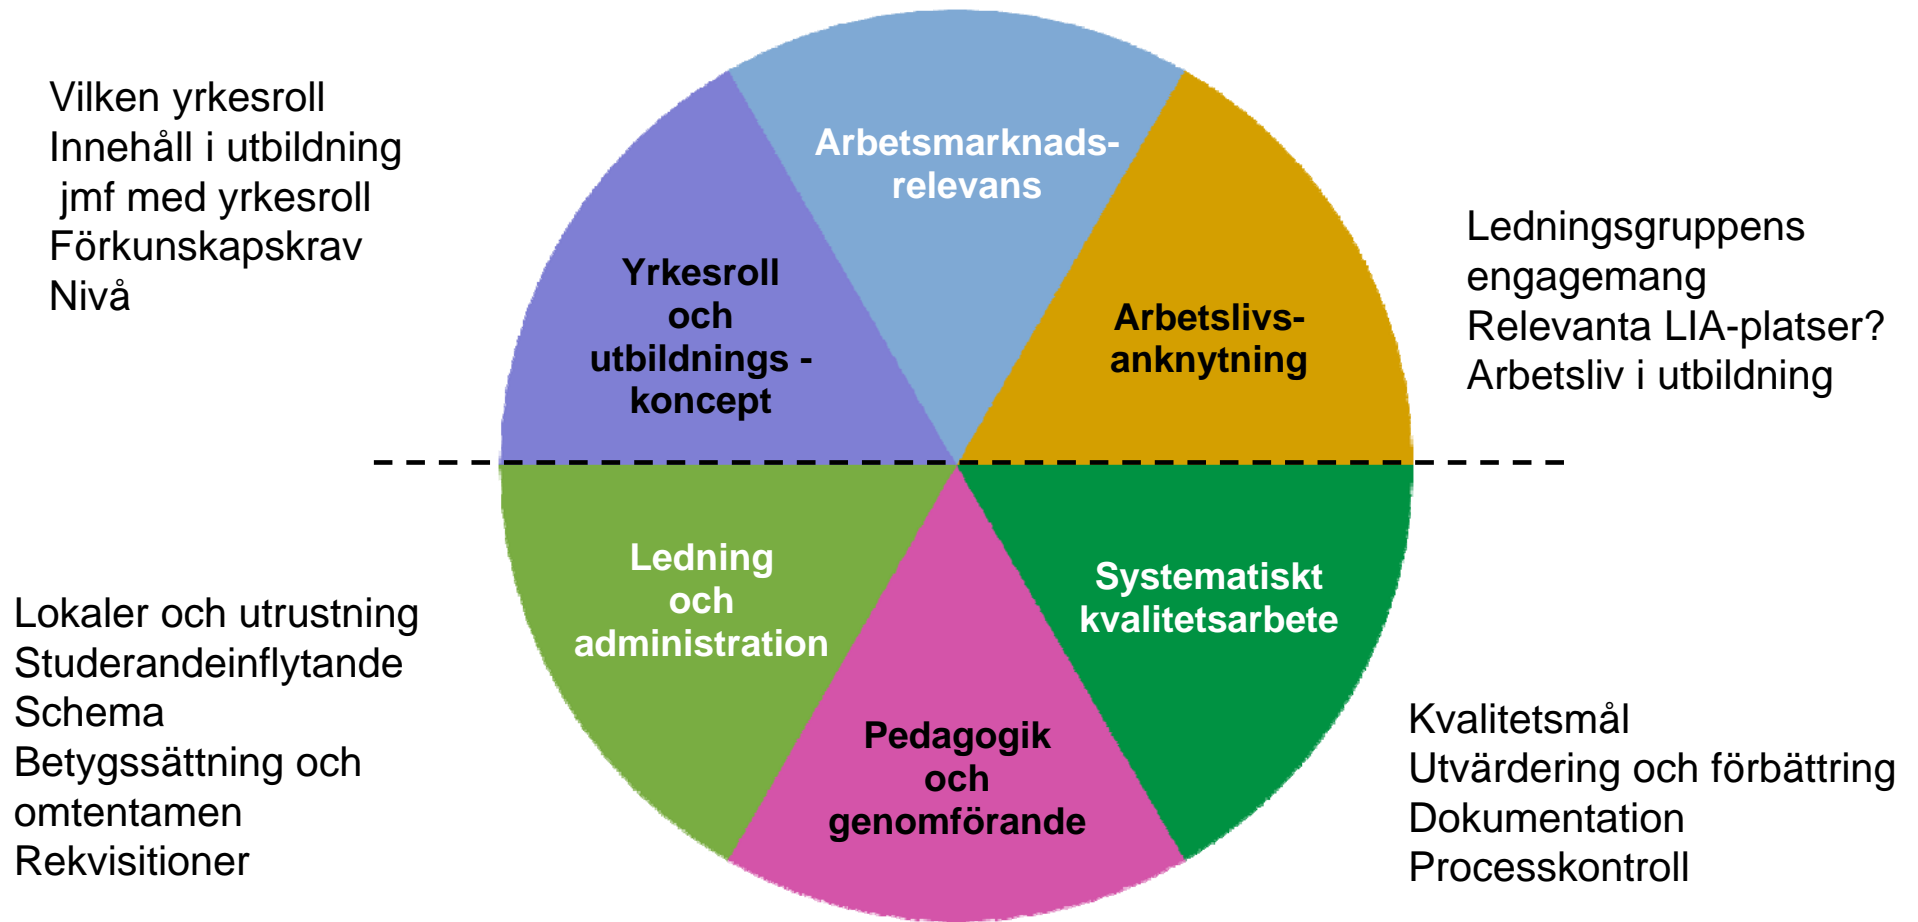 Vilken yrkesroll
Innehåll i utbildning
jmf med yrkesroll
Förkunskapskrav
Nivå
Arbetsmarknads-
relevans
Yrkesroll
och
utbildnings -
koncept
Arbetslivs-
anknytning
Ledningsgruppens
engagemang
Relevanta LIA-platser?
Arbetsliv i utbildning
Lokaler och utrustning
Studerandeinflytande
Schema
Betygssättning och
omtentamen
Rekvisitioner
Ledning
och
administration
Pedagogik
och
genomförande
Systematiskt
kvalitetsarbete
Kvalitetsmål
Utvärdering och förbättring
Dokumentation
Processkontroll